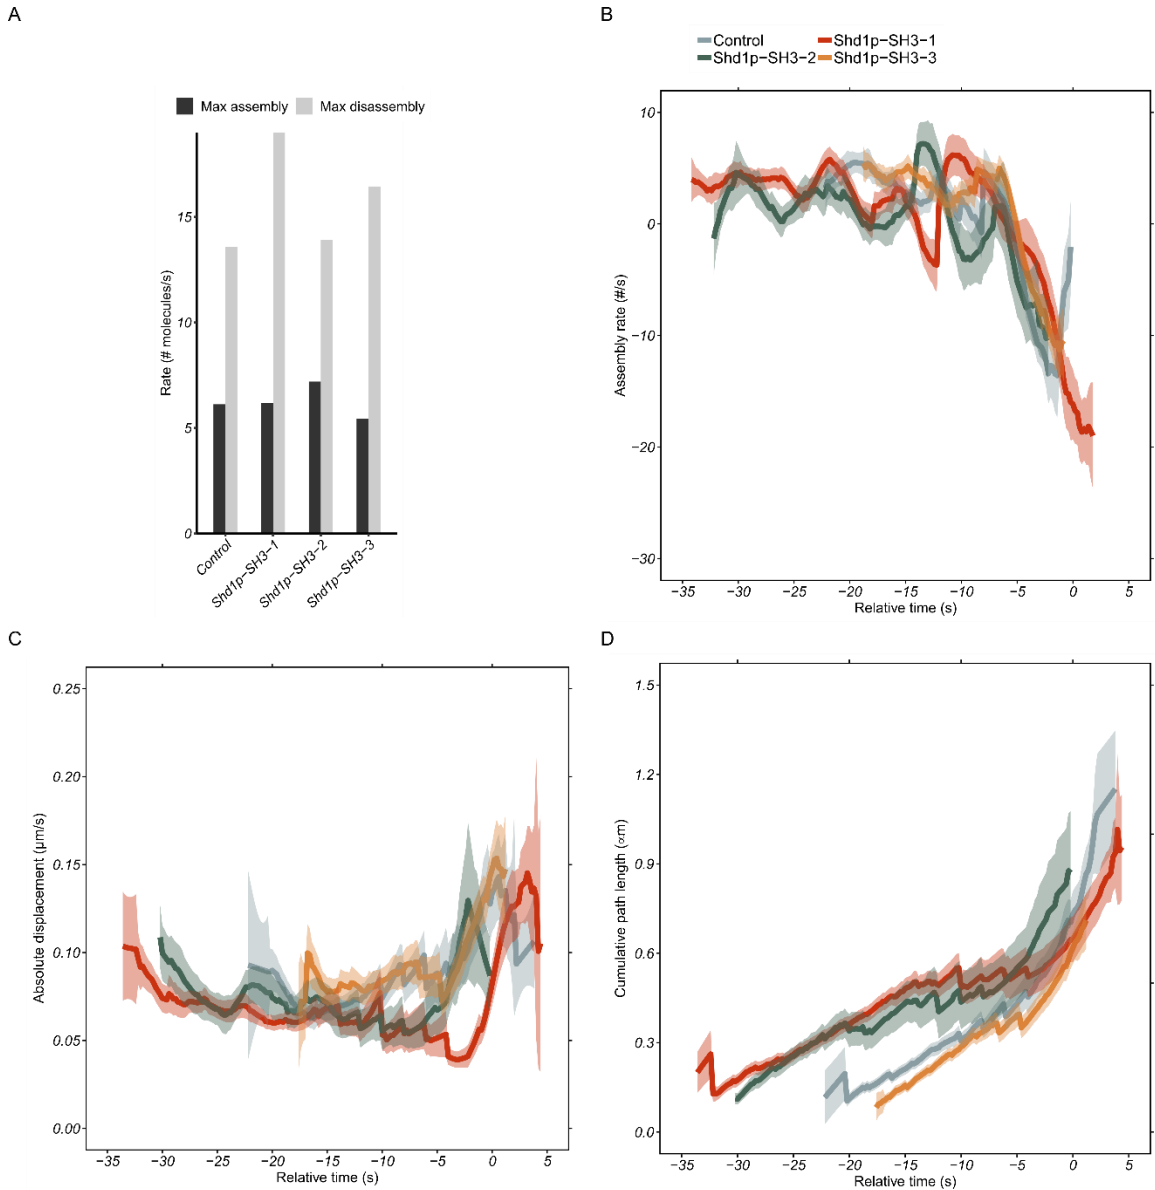 A
Max assembly Max disassembly
Rate (# molecules/s)
15
10
5
0
Control
Shd1p−SH3−1
Shd1p−SH3−2
Shd1p−SH3−3
B
Control Shd1p−SH3−1
Shd1p−SH3−2 Shd1p−SH3−3
Assembly rate (#/s)
10
0
−10
−20
−30
−35 −30 −25 −20 −15 −10 −5 0 5
Relative time (s)
C
Absolute displacement (μm/s)
0.25
0.20
0.15
0.10
0.05
0.00
−35 −30 −25 −20 −15 −10 −5 0 5
Relative time (s)
D
Cumulative path length (∝m)
1.5
1.2
0.9
0.6
0.3
0.0
−35 −30 −25 −20 −15 −10 −5 0 5
Relative time (s)